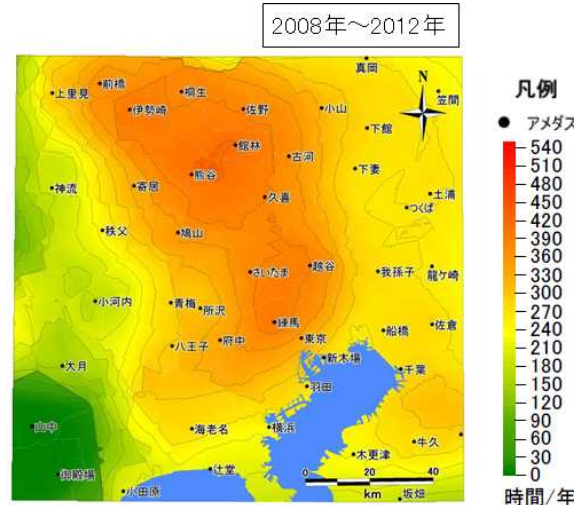 2008年～2012年
真岡
N
笠間
凡例
● アメダス
上里見
前橋
桐生
伊勢崎
佐野
小山
下館
館林
古河
下妻
熊谷
神流
寄居
久喜
土浦
つくば
秩父
鳩山
さいたま
越谷
我孫子
龍ケ崎
小河内
青梅
所沢
練馬
東京
船橋
佐倉
八王子
府中
新木場
千葉
大月
羽田
山中
海老名
横浜
牛久
木更津
御殿場
辻堂
小田原
坂畑
0 20 40
km
540
510
480
450
420
390
360
330
300
270
240
210
180
150
120
90
60
30
0
時間/年